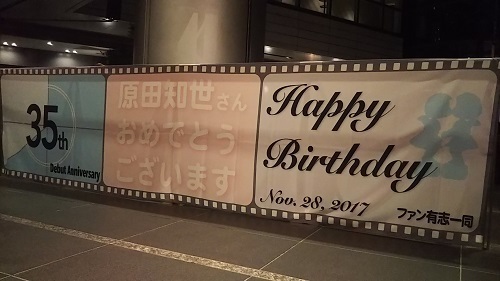 35th
Debut Anniversary
原田知世さん
おめでとう
ございます
Happy
Birthday
Nov. 28, 2017
ファン有志一同